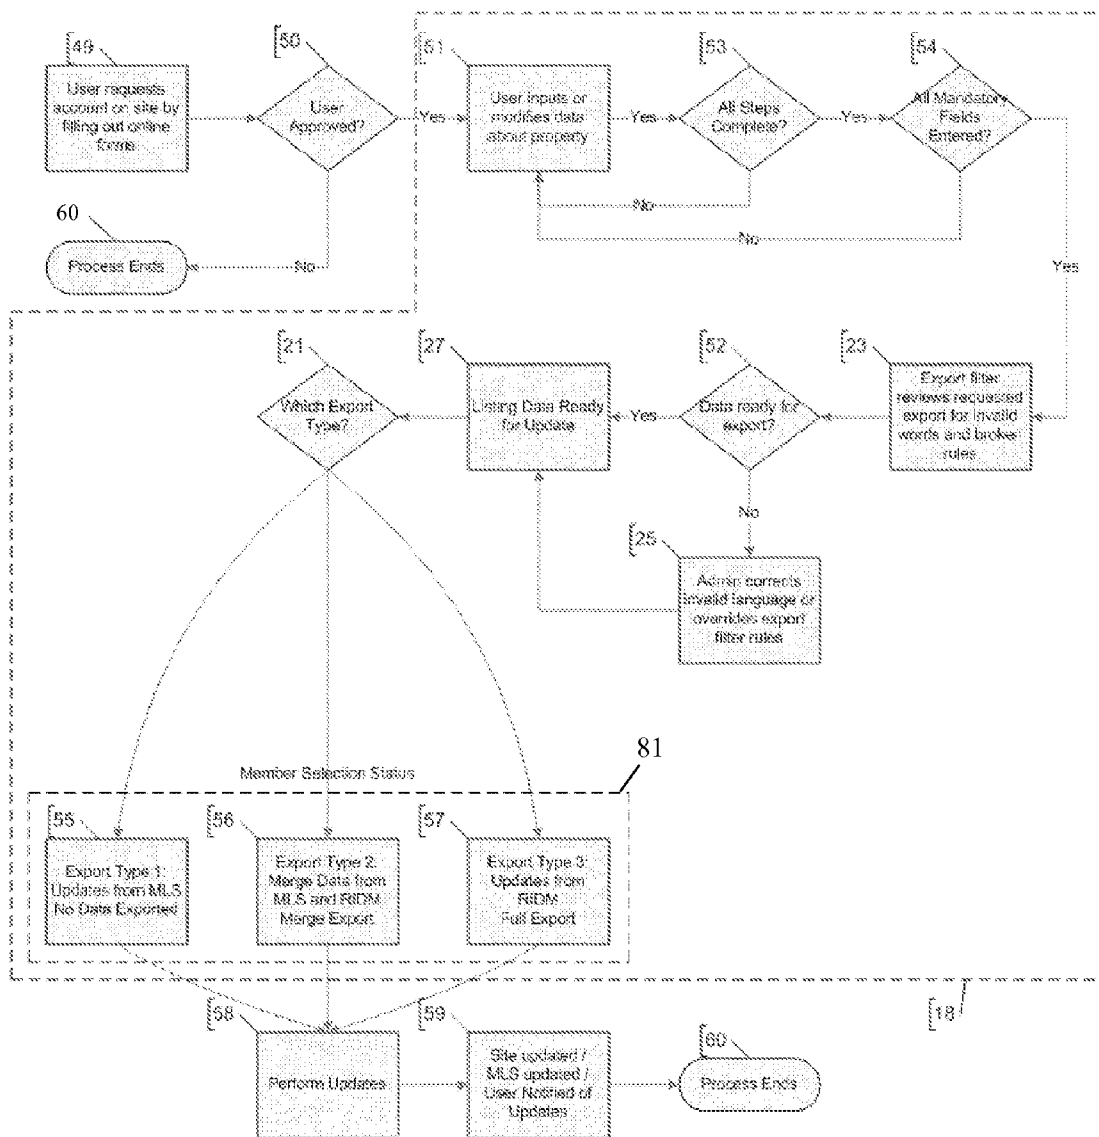 49
User requests
account on site by
filling out online
forms
50
User
Approved?
Yes
No
60
Process Ends
51
User inputs or
modifies data
about property
Yes
53
All Steps
Complete?
Yes
No
54
All Mandatory
Fields
Entered?
No
Yes
23
Export filter
reviews requested
export for invalid
words and broker
rules
52
Data ready for
export?
Yes
No
25
Admin corrects
invalid language or
overrides export
filter rules
27
Listing Data Ready
for Update
21
Which Export
Type?
Member Selection Status
81
55
Export Type 1:
Updates from MLS
No Data Exported
56
Export Type 2:
Merge Data from
MLS and RIDM
Merge Export
57
Export Type 3:
Updates from
RIDM
Full Export
18
58
Perform Updates
59
Site updated /
MLS updated /
User Notified of
Updates
60
Process Ends